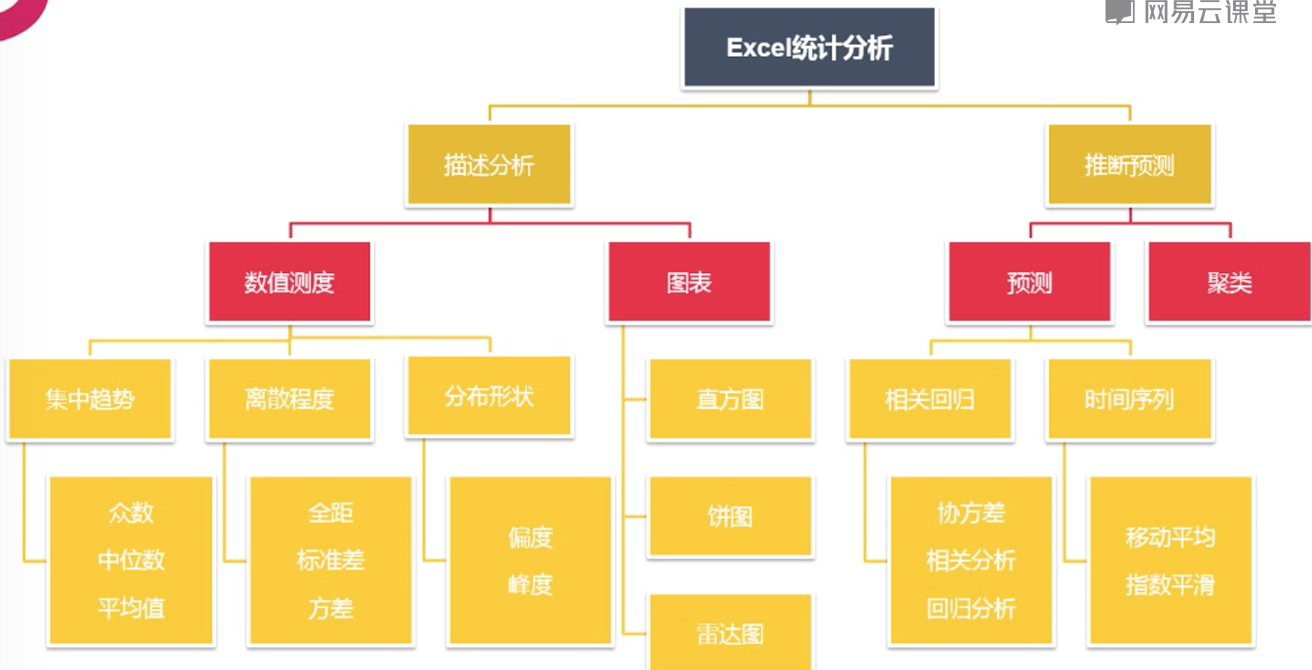 网易云课堂
Excel统计分析
描述分析
推断预测
数值测度
图表
预测
聚类
集中趋势
离散程度
分布形状
直方图
相关回归
时间序列
众数
中位数
平均值
全距
标准差
方差
偏度
峰度
饼图
雷达图
协方差
相关分析
回归分析
移动平均
指数平滑